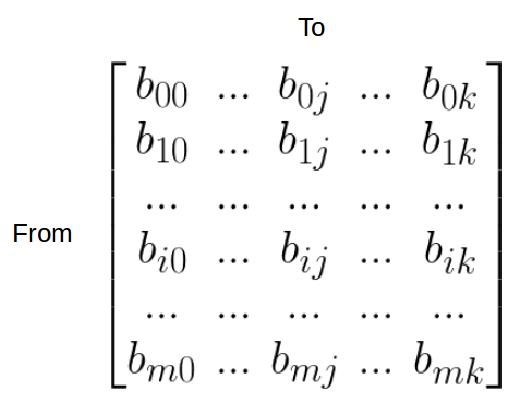 To
b₀₀ ... b₀ⱼ ... b₀ₖ
b₁₀ ... b₁ⱼ ... b₁ₖ
... ... ... ... ...
From
bᵢ₀ ... bᵢⱼ ... bᵢₖ
... ... ... ... ...
bₘ₀ ... bₘⱼ ... bₘₖ